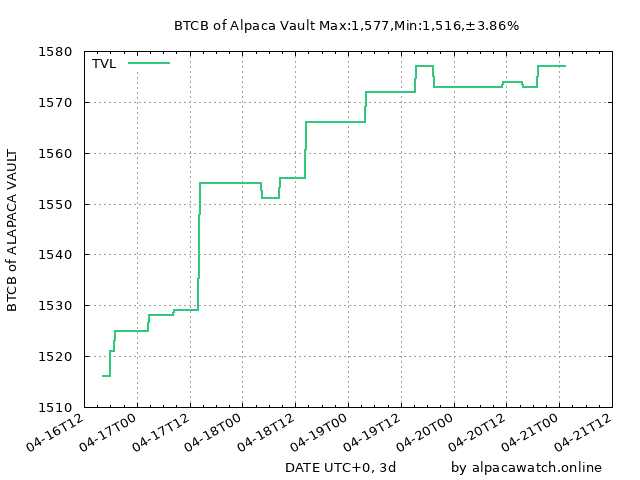 BTCB of Alpaca Vault Max:1,577,Min:1,516,±3.86%
TVL
1580
1570
1560
1550
1540
1530
1520
1510
BTCB of ALAPACA VAULT
04-16T12
04-17T00
04-17T12
04-18T00
04-18T12
04-19T00
04-19T12
04-20T00
04-20T12
04-21T00
04-21T12
DATE UTC+0, 3d
by alpacawatch.online